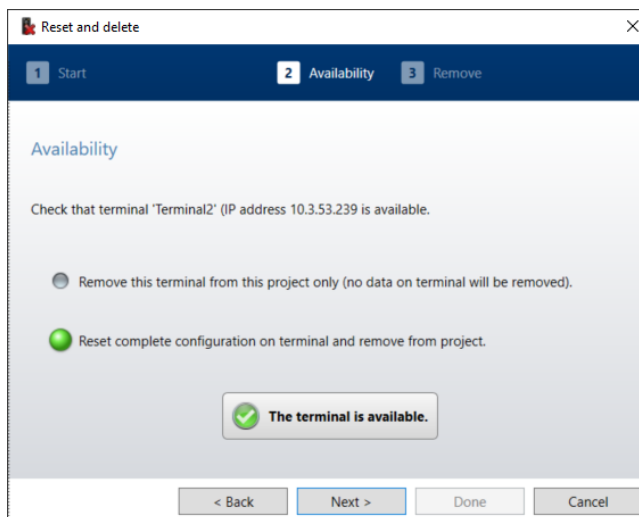 Reset and delete
1 Start 2 Availability 3 Remove
Availability
Check that terminal 'Terminal2' (IP address 10.3.53.239 is available.
Remove this terminal from this project only (no data on terminal will be removed).
Reset complete configuration on terminal and remove from project.
The terminal is available.
< Back Next > Done Cancel